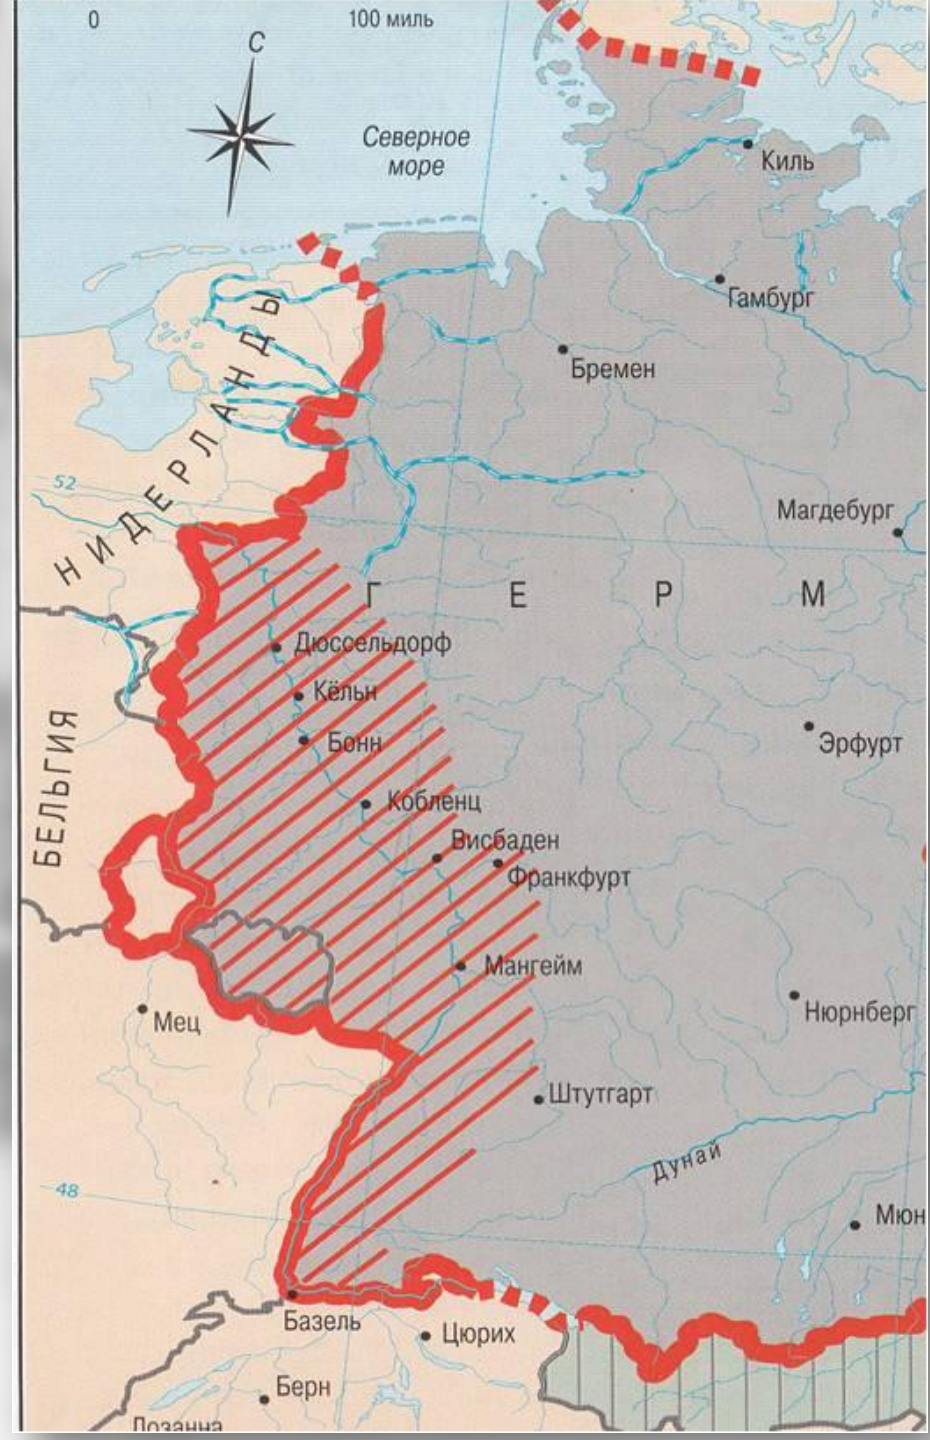 0
100 миль
С
Северное
море
Киль
Гамбург
Бремен
НИДЕРЛАНДЫ
52
Магдебург
Г Е Р М
Дюссельдорф
Кёльн
Бонн
Эрфурт
БЕЛЬГИЯ
Кобленц
Висбаден
Франкфурт
Мангейм
Мец
Нюрнберг
Штутгарт
Дунай
48
Мюн
Базель
Цюрих
Берн
Лозанна